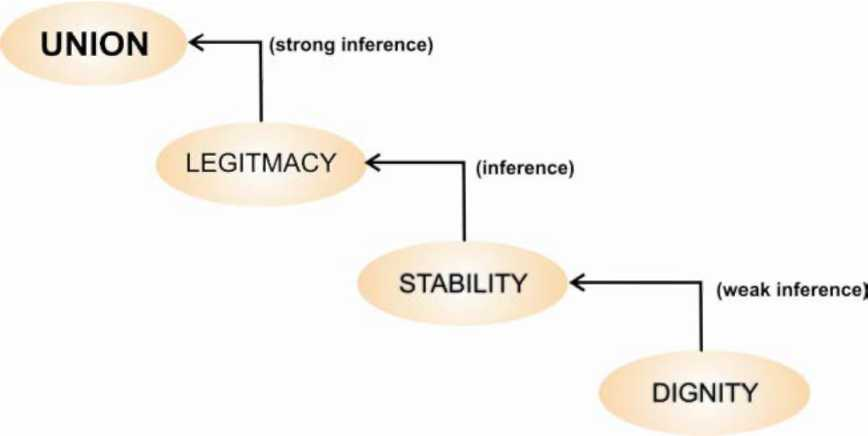 UNION
(strong inference)
LEGITMACY
(inference)
STABILITY
(weak inference)
DIGNITY